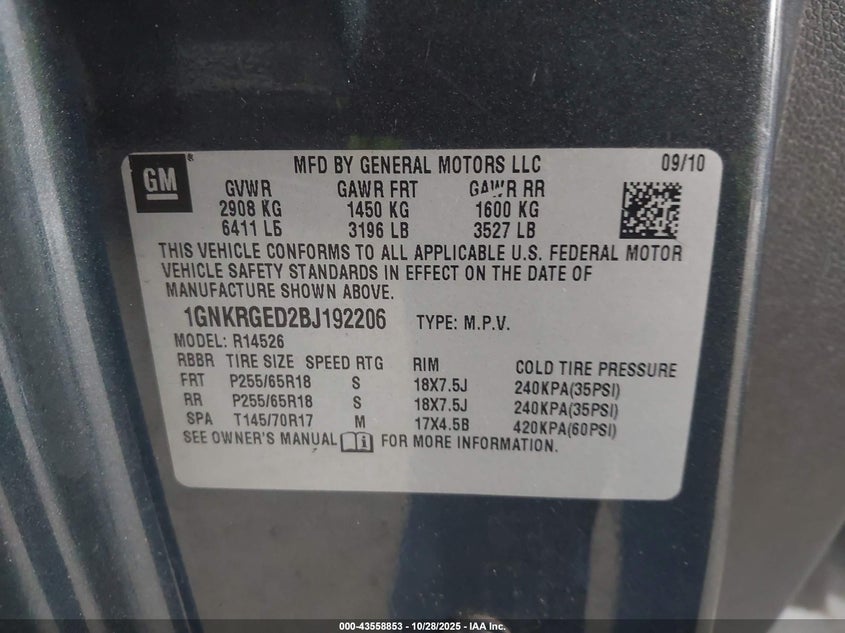 GM ® MFD BY GENERAL MOTORS LLC 09/10
GVWR GAWR FRT GAWR RR
2908 KG 1450 KG 1600 KG
6411 LB 3196 LB 3527 LB
THIS VEHICLE CONFORMS TO ALL APPLICABLE U.S. FEDERAL MOTOR
VEHICLE SAFETY STANDARDS IN EFFECT ON THE DATE OF
MANUFACTURE SHOWN ABOVE.
1GNKRGED2BJ192206 TYPE: M.P.V.
MODEL: R14526
RBBR TIRE SIZE SPEED RTG RIM COLD TIRE PRESSURE
FRT P255/65R18 S 18X7.5J 240KPA(35PSI)
RR P255/65R18 S 18X7.5J 240KPA(35PSI)
SPA T145/70R17 M 17X4.5B 420KPA(60PSI)
SEE OWNER'S MANUAL FOR MORE INFORMATION.
000-43558853 - 10/28/2025 - IAA Inc.